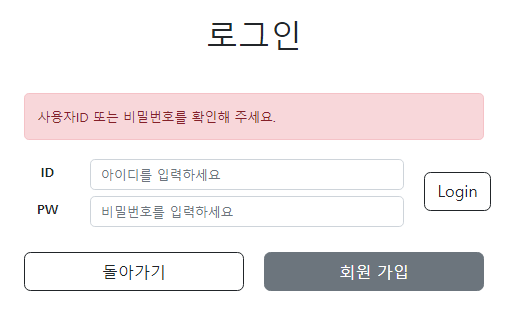 로그인
사용자ID 또는 비밀번호를 확인해 주세요.
ID 아이디를 입력하세요
Login
PW 비밀번호를 입력하세요
돌아가기 회원 가입